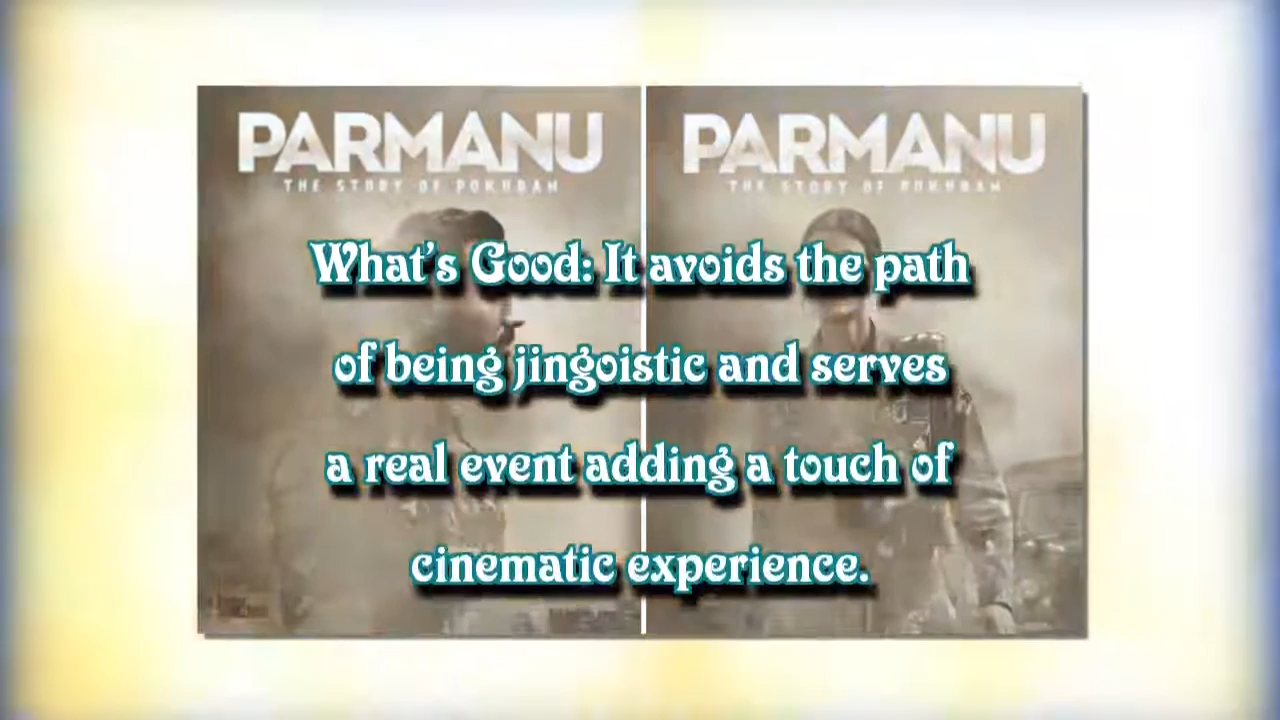 PARMANU PARMANU
THE STORY OF POKHRAN THE STORY OF POKHRAN
What's Good: It avoids the path
of being jingoistic and serves
a real event adding a touch of
cinematic experience.